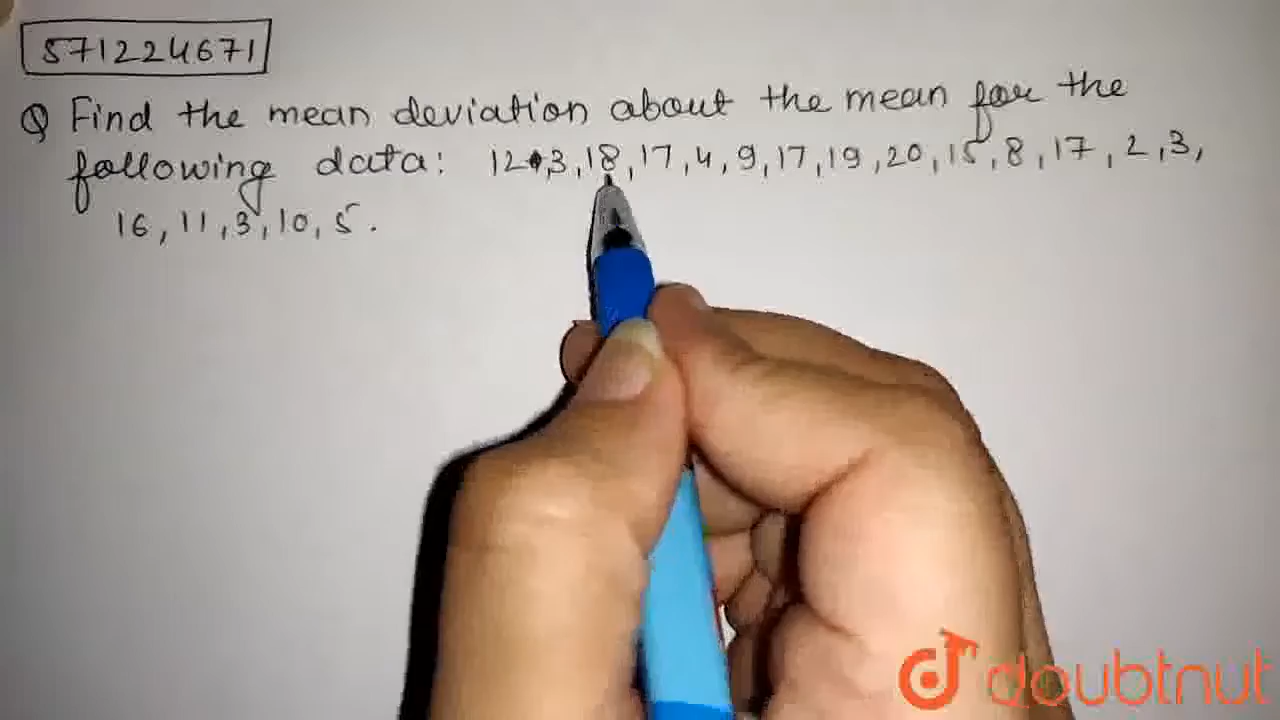 571224671
Q Find the mean deviation about the mean for the
following data: 12,3,18,17,4,9,17,19,20,15,8,17,2,3,
16,11,3,10,5.
doubtnut